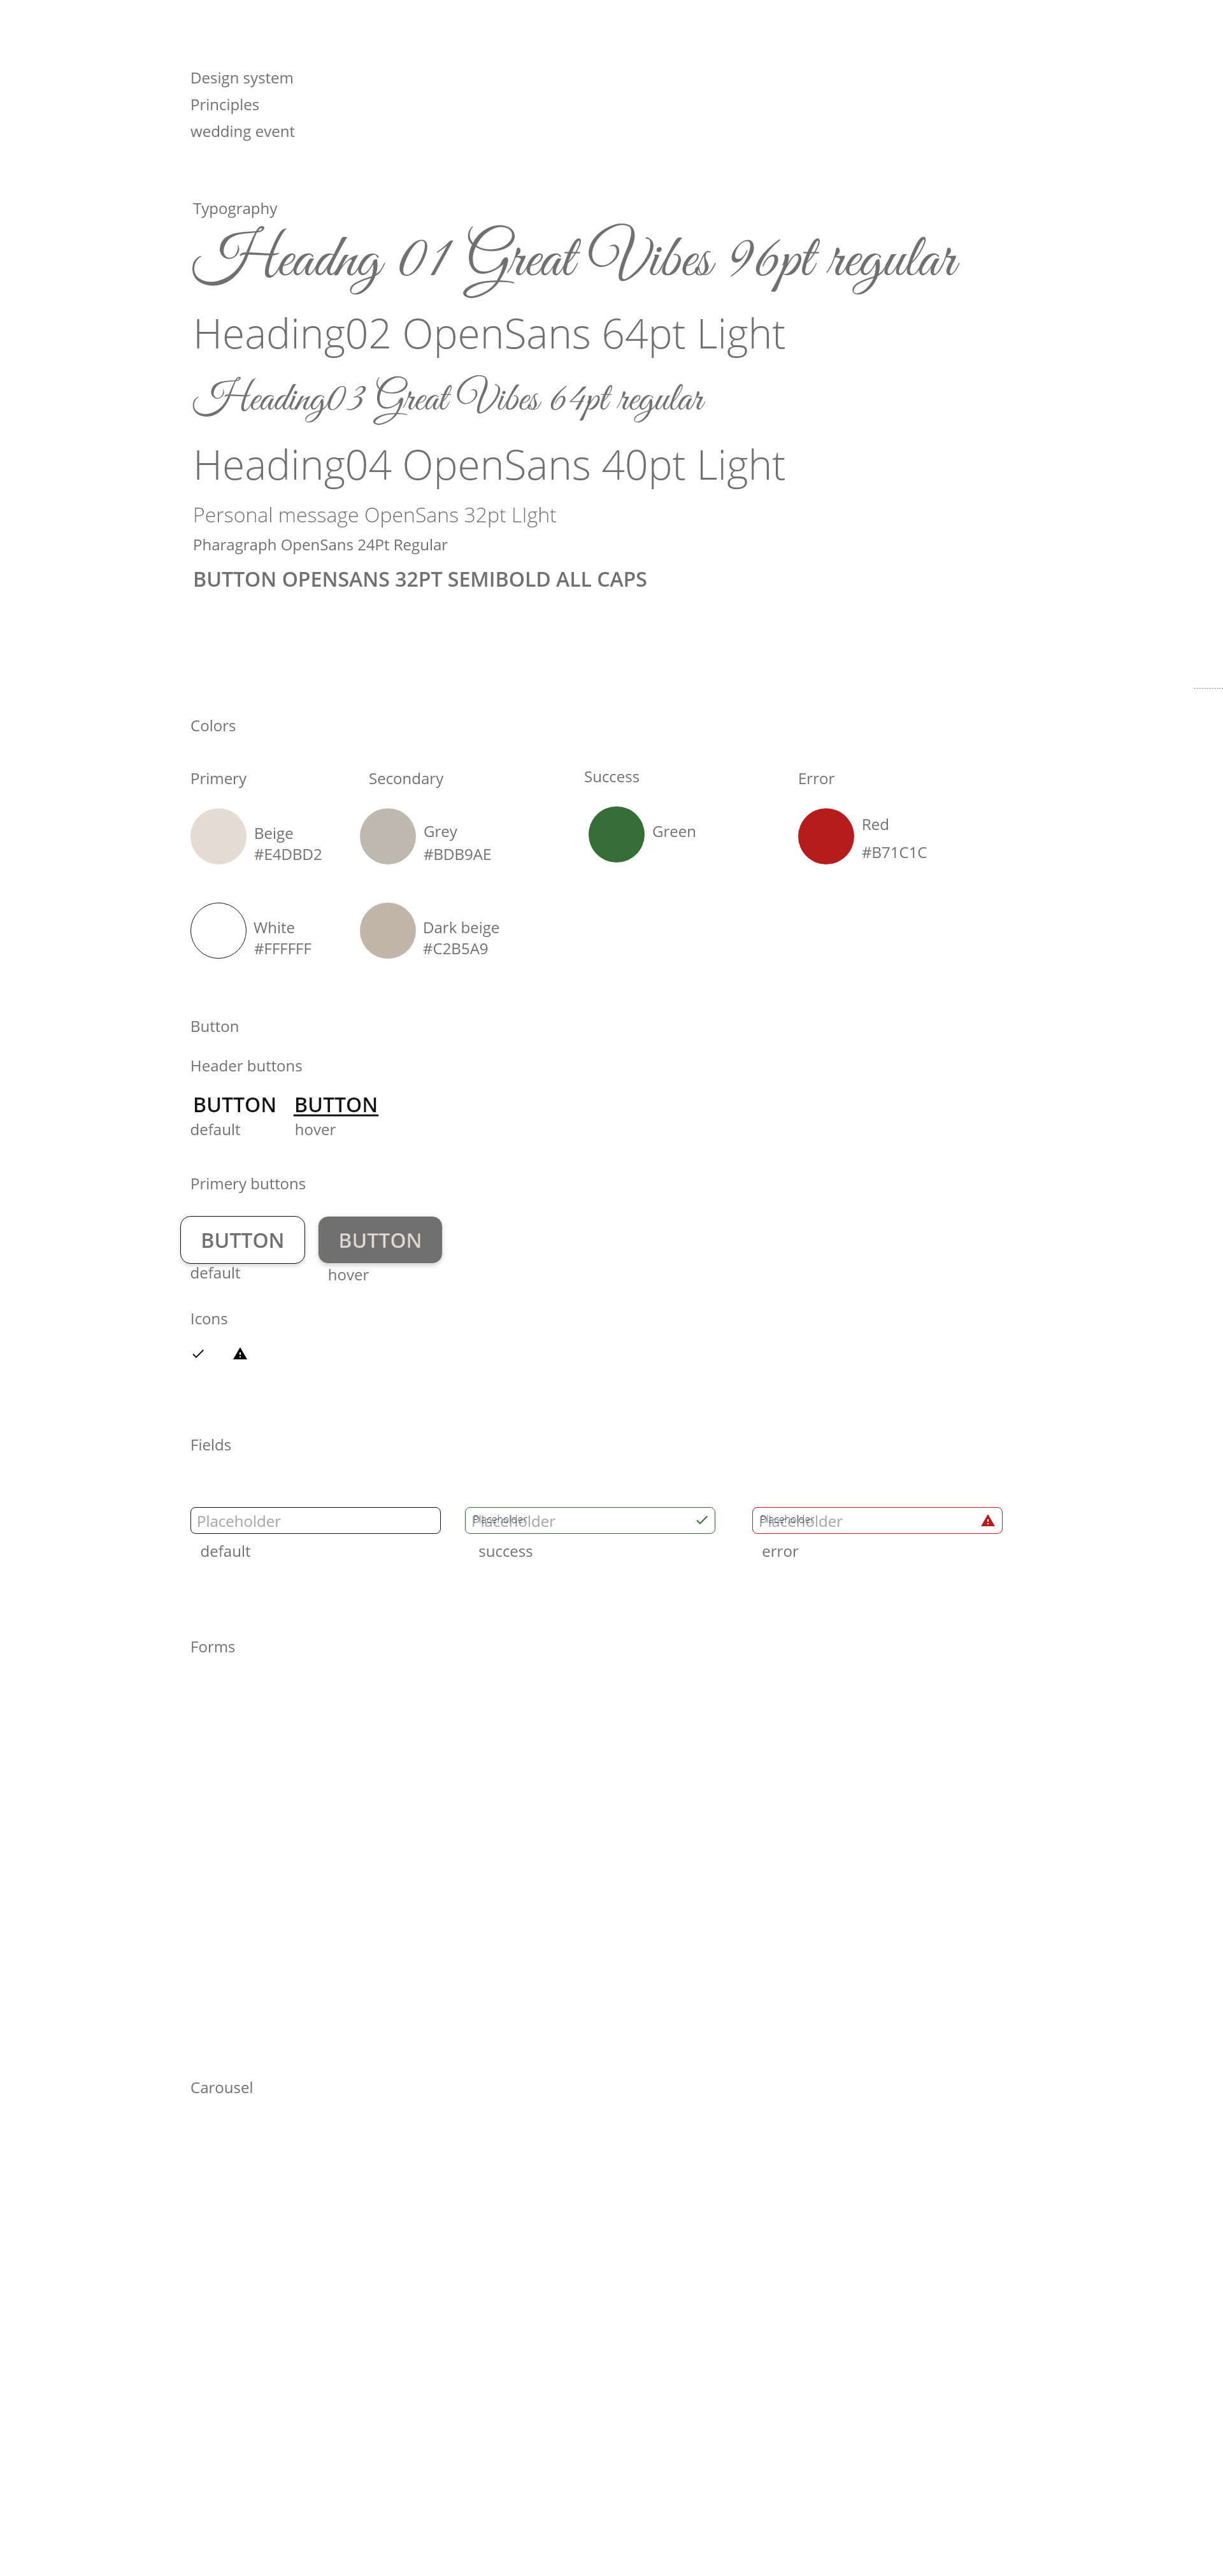 Design system
Principles
wedding event
Typography
Headng 01 Great Vibes 96pt regular
Heading02 OpenSans 64pt Light
Heading03 Great Vibes 64pt regular
Heading04 OpenSans 40pt Light
Personal message OpenSans 32pt LIght
Pharagraph OpenSans 24Pt Regular
BUTTON OPENSANS 32PT SEMIBOLD ALL CAPS
Colors
Primery Secondary Success Error
Beige Grey Green Red
#E4DBD2 #BDB9AE #B71C1C
White Dark beige
#FFFFFF #C2B5A9
Button
Header buttons
BUTTON BUTTON
default hover
Primery buttons
BUTTON BUTTON
default hover
Icons
Fields
Placeholder Placeholder Placeholder Placeholder Placeholder
default success error
Forms
Carousel